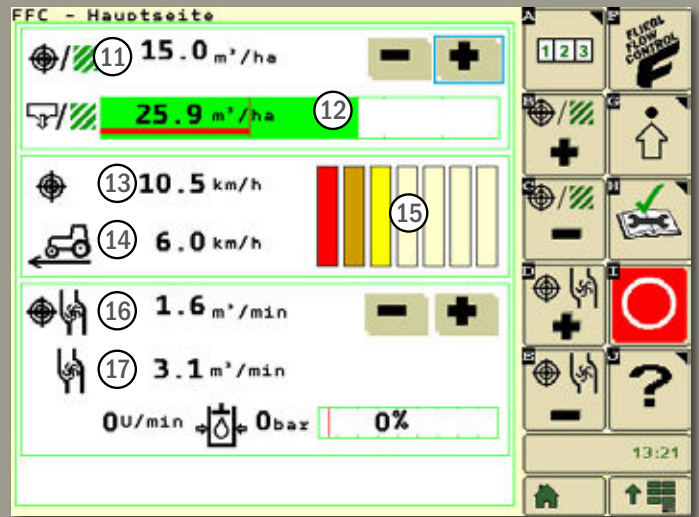 FFC - Hauptseite
11 15.0 m³/ha - +
25.9 m³/ha 12
13 10.5 km/h
14 6.0 km/h
15
16 1.6 m³/min - +
17 3.1 m³/min
0U/min 0bar 0%
A
123
B
+
C
-
D
+
E
-
F
FLIEGL FLOW CONTROL
G
H
I
J
?
13:21